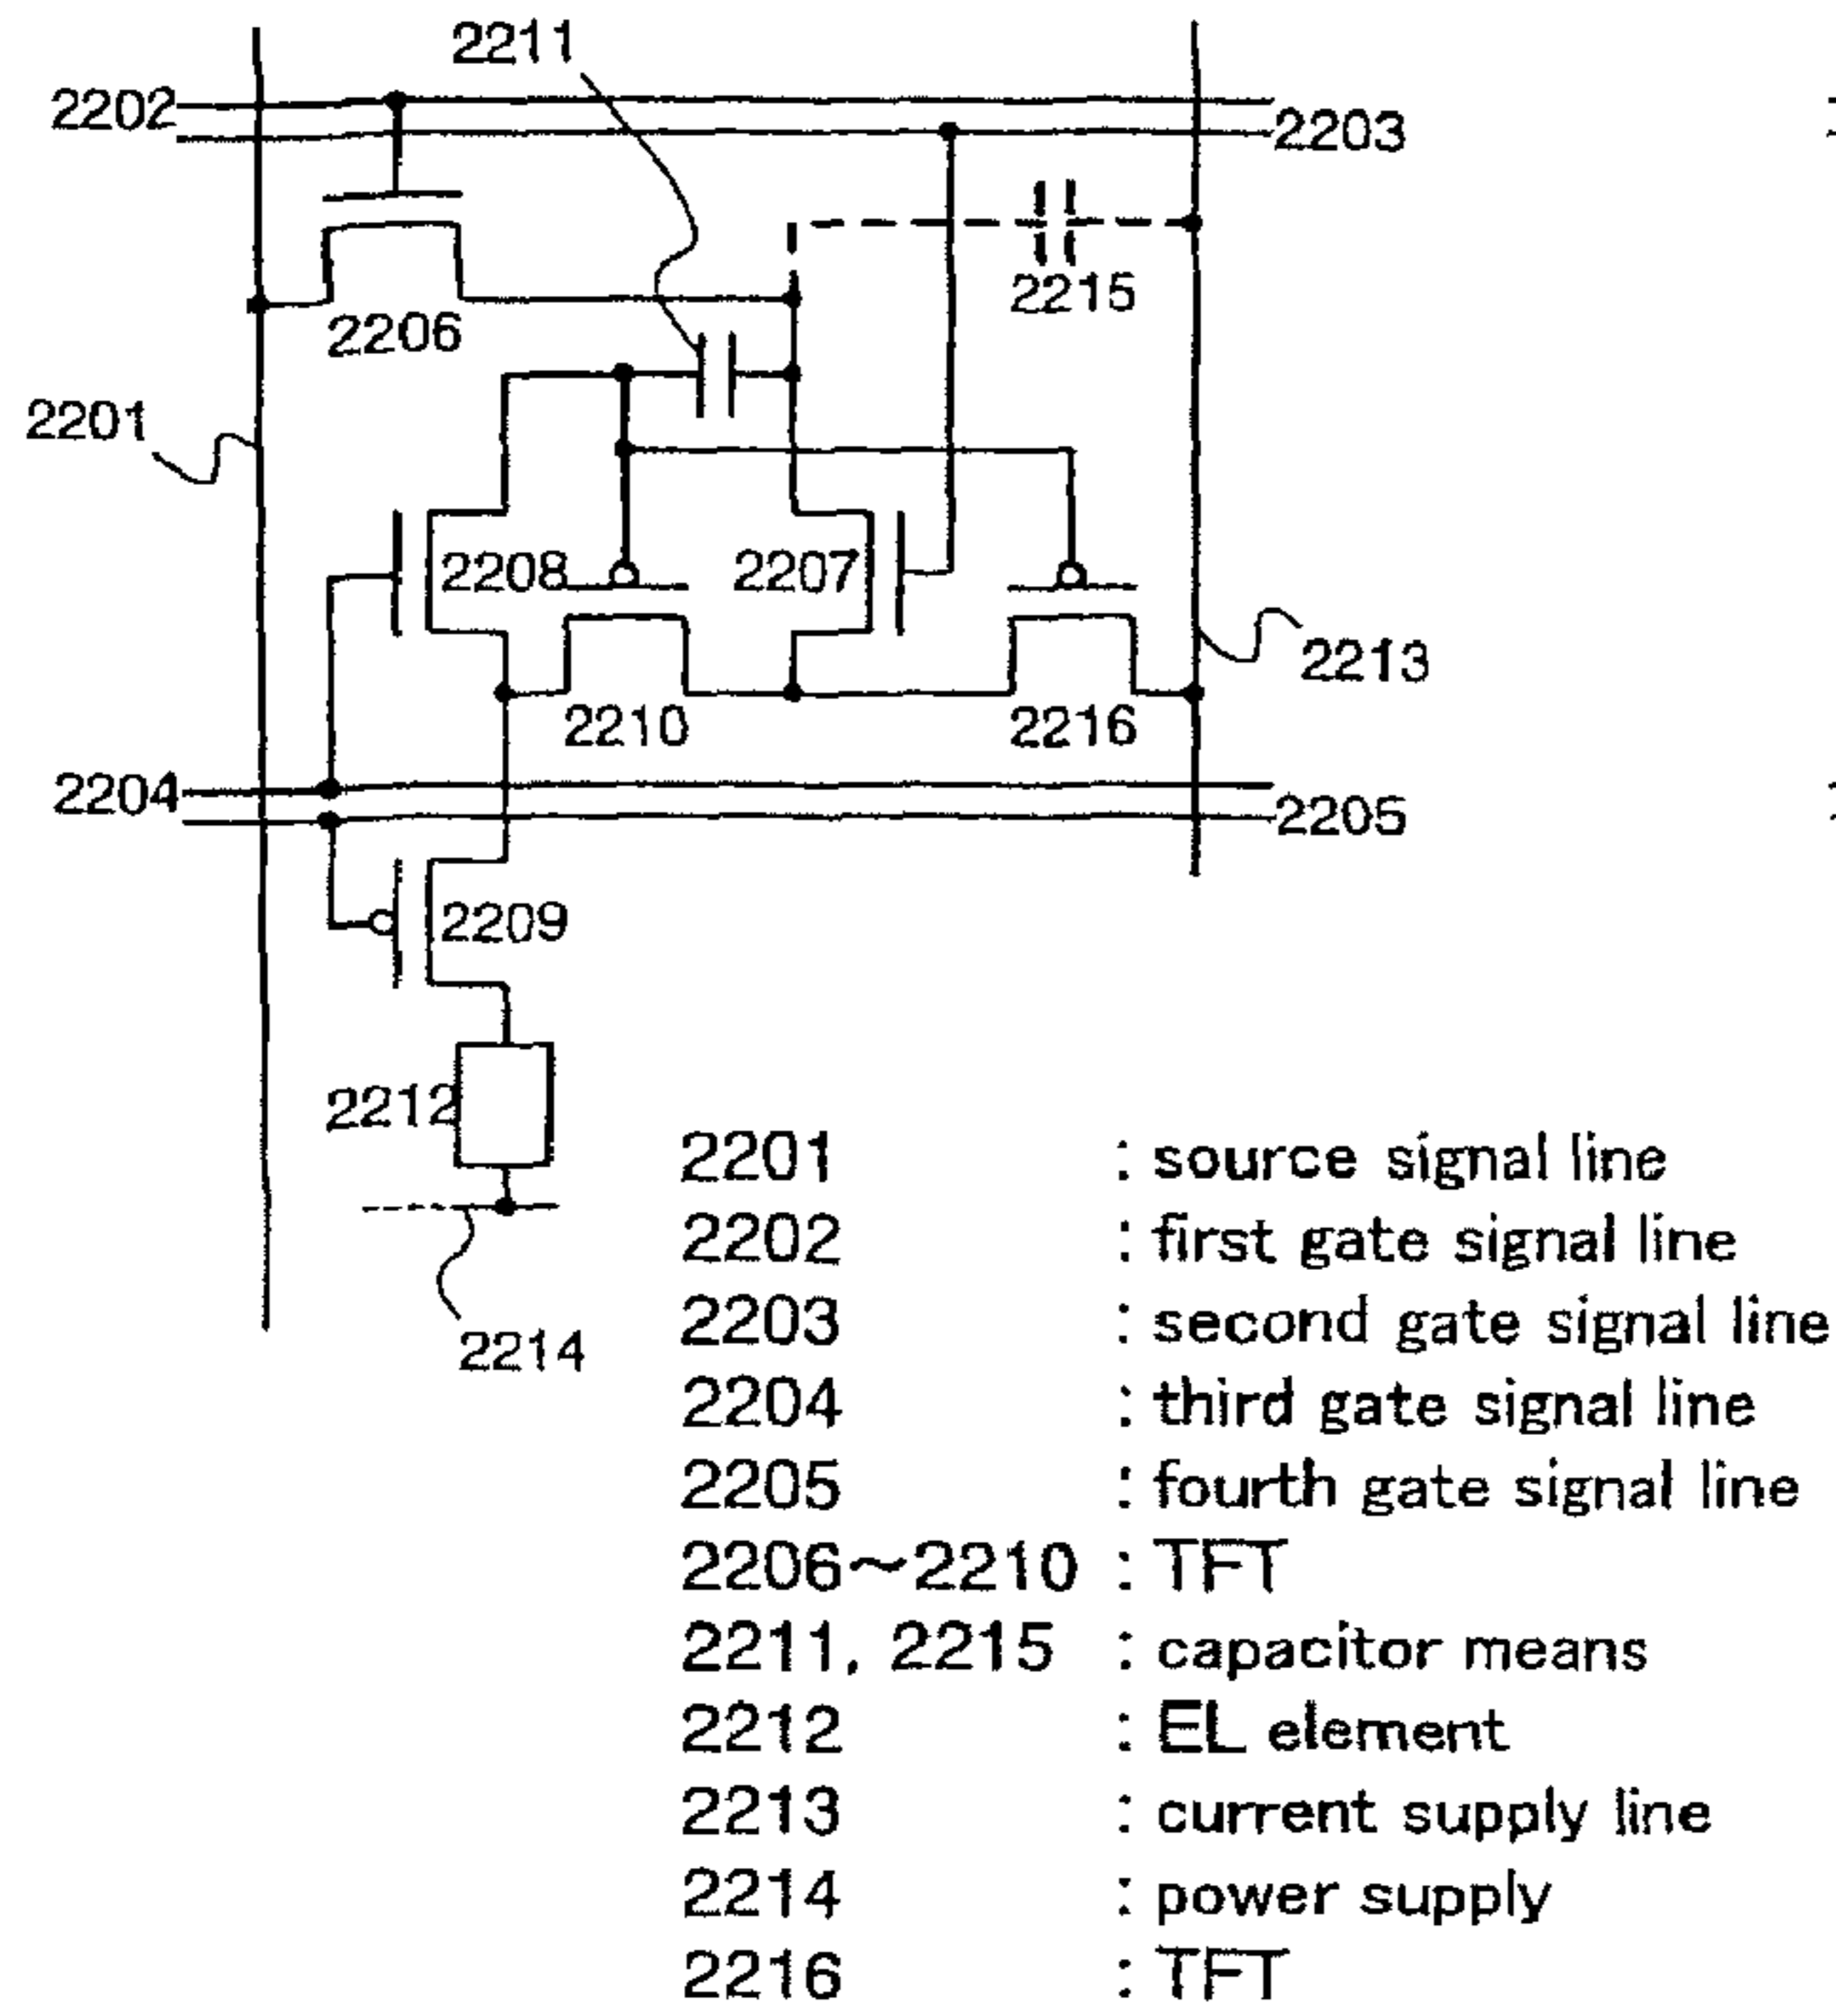 2211
2202
2203
2215
2206
2201
2208
2207
2213
2210
2216
2204
2205
2209
2212
2214
2201 : source signal line
2202 : first gate signal line
2203 : second gate signal line
2204 : third gate signal line
2205 : fourth gate signal line
2206~2210 : TFT
2211, 2215 : capacitor means
2212 : EL element
2213 : current supply line
2214 : power supply
2216 : TFT